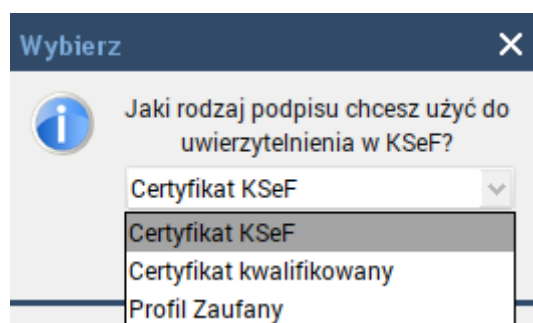 Wybierz
Jaki rodzaj podpisu chcesz użyć do
uwierzytelnienia w KSeF?
Certyfikat KSeF
Certyfikat KSeF
Certyfikat kwalifikowany
Profil Zaufany